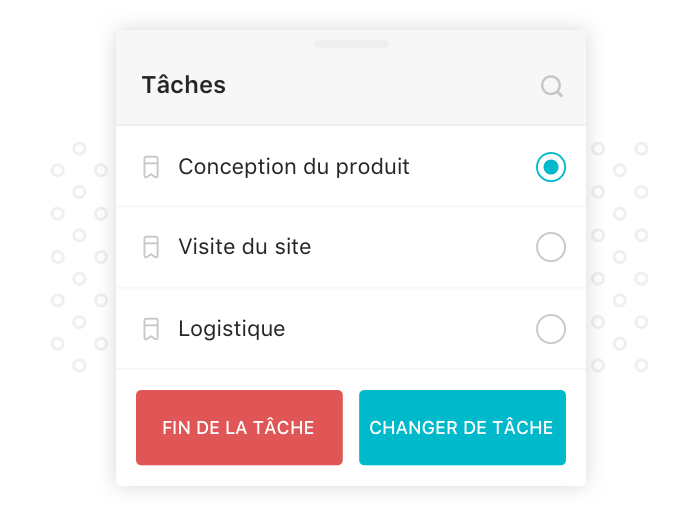 Tâches
Conception du produit
Visite du site
Logistique
FIN DE LA TÂCHE
CHANGER DE TÂCHE